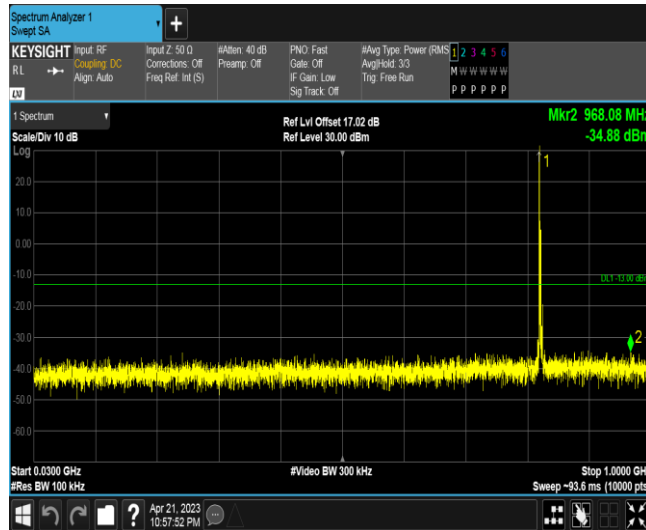 Spectrum Analyzer 1
Swept SA
+
KEYSIGHT Input: RF Input Z: 50 Ω #Atten: 40 dB PNO: Fast #Avg Type: Power (RMS 1 2 3 4 5 6
RL Coupling: DC Corrections: Off Preamp: Off Gate: Off Avg|Hold: 3/3 M W W W W W
Align: Auto Freq Ref: Int (S) IF Gain: Low Trig: Free Run
LXI Sig Track: Off P P P P P P
1 Spectrum Ref Lvl Offset 17.02 dB Mkr2 968.08 MHz
Scale/Div 10 dB Ref Level 30.00 dBm -34.88 dBm
Log
1
20.0
10.0
0.00
-10.0
DL1 -13.00 dB
-20.0
-30.0
2
-40.0
-50.0
-60.0
Start 0.0300 GHz #Video BW 300 kHz Stop 1.0000 GH
#Res BW 100 kHz Sweep ~93.6 ms (10000 pts
? Apr 21, 2023
10:57:52 PM